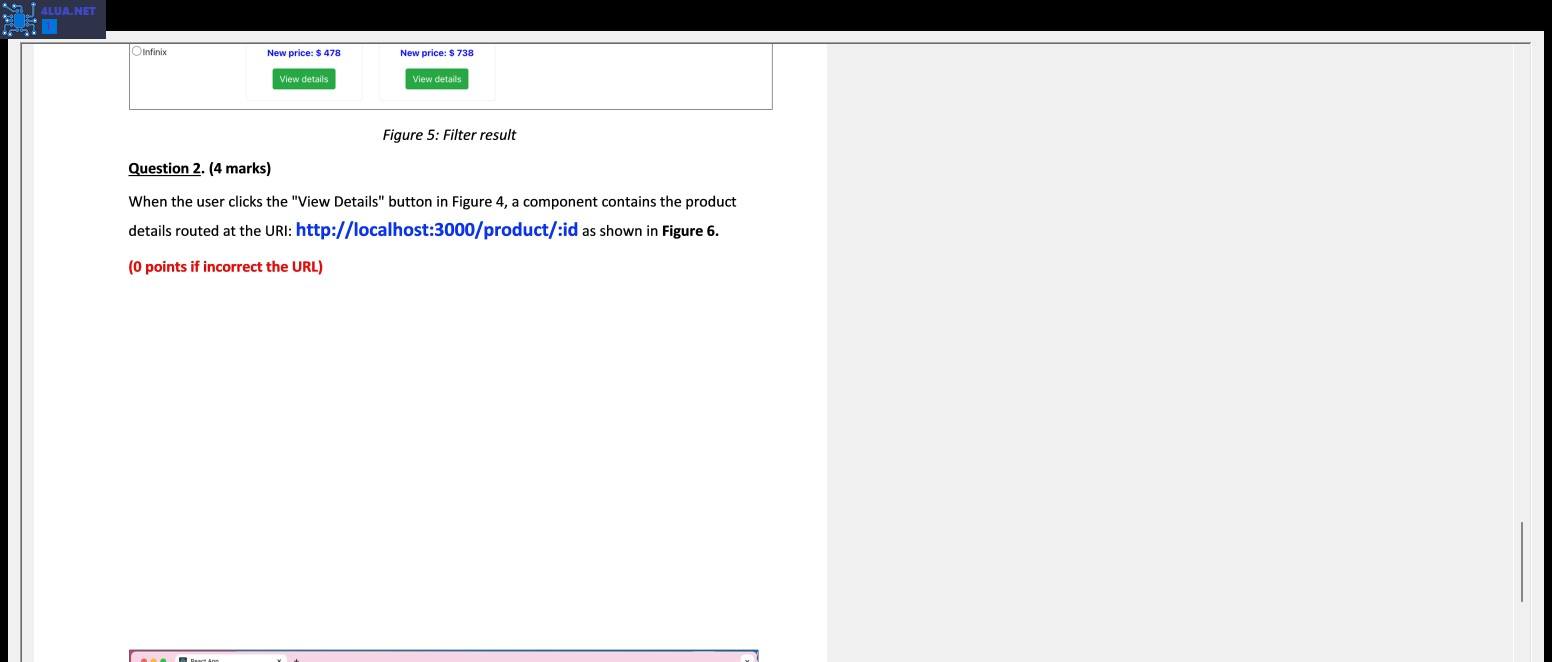 4LUA.NET
Infinix
New price: $ 478
New price: $ 738
View details
View details
Figure 5: Filter result
Question 2. (4 marks)
When the user clicks the "View Details" button in Figure 4, a component contains the product
details routed at the URI: http://localhost:3000/product/:id as shown in Figure 6.
(0 points if incorrect the URL)
React App